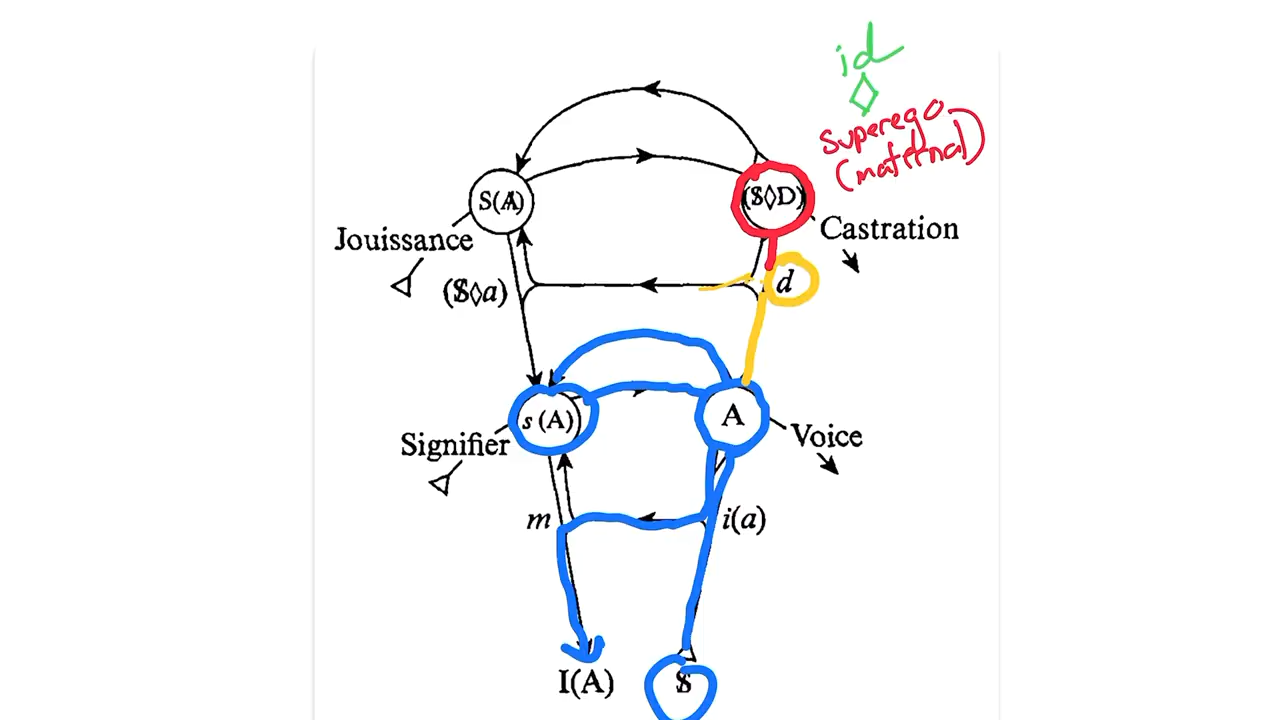 id
◊
superego
(maternal)
S(Ⱥ)
($◊D)
Jouissance
Castration
($◊a)
d
s (A)
A
Signifier
Voice
m
i(a)
I(A)
$